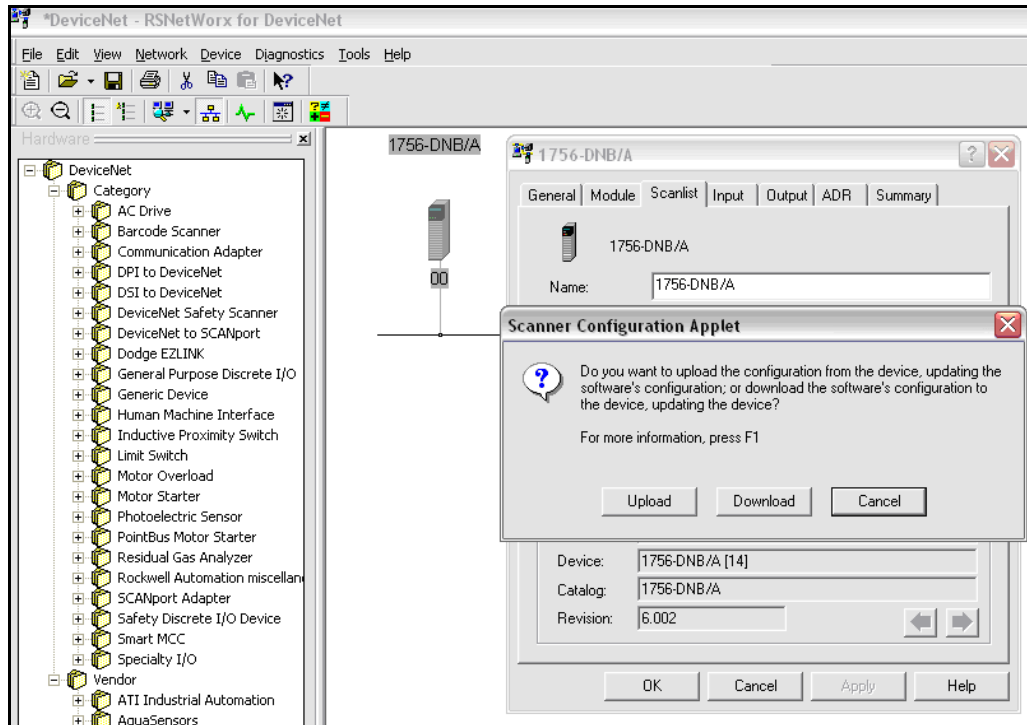 *DeviceNet - RSNetWorx for DeviceNet
File Edit View Network Device Diagnostics Tools Help
Hardware
DeviceNet
Category
AC Drive
Barcode Scanner
Communication Adapter
DPI to DeviceNet
DSI to DeviceNet
DeviceNet Safety Scanner
DeviceNet to SCANport
Dodge EZLINK
General Purpose Discrete I/O
Generic Device
Human Machine Interface
Inductive Proximity Switch
Limit Switch
Motor Overload
Motor Starter
Photoelectric Sensor
PointBus Motor Starter
Residual Gas Analyzer
Rockwell Automation miscellan
SCANport Adapter
Safety Discrete I/O Device
Smart MCC
Specialty I/O
Vendor
ATI Industrial Automation
AquaSensors
1756-DNB/A
00
1756-DNB/A
General Module Scanlist Input Output ADR Summary
1756-DNB/A
Name: 1756-DNB/A
Scanner Configuration Applet
Do you want to upload the configuration from the device, updating the
software's configuration; or download the software's configuration to
the device, updating the device?
For more information, press F1
Upload Download Cancel
Device: 1756-DNB/A [14]
Catalog: 1756-DNB/A
Revision: 6.002
OK Cancel Apply Help